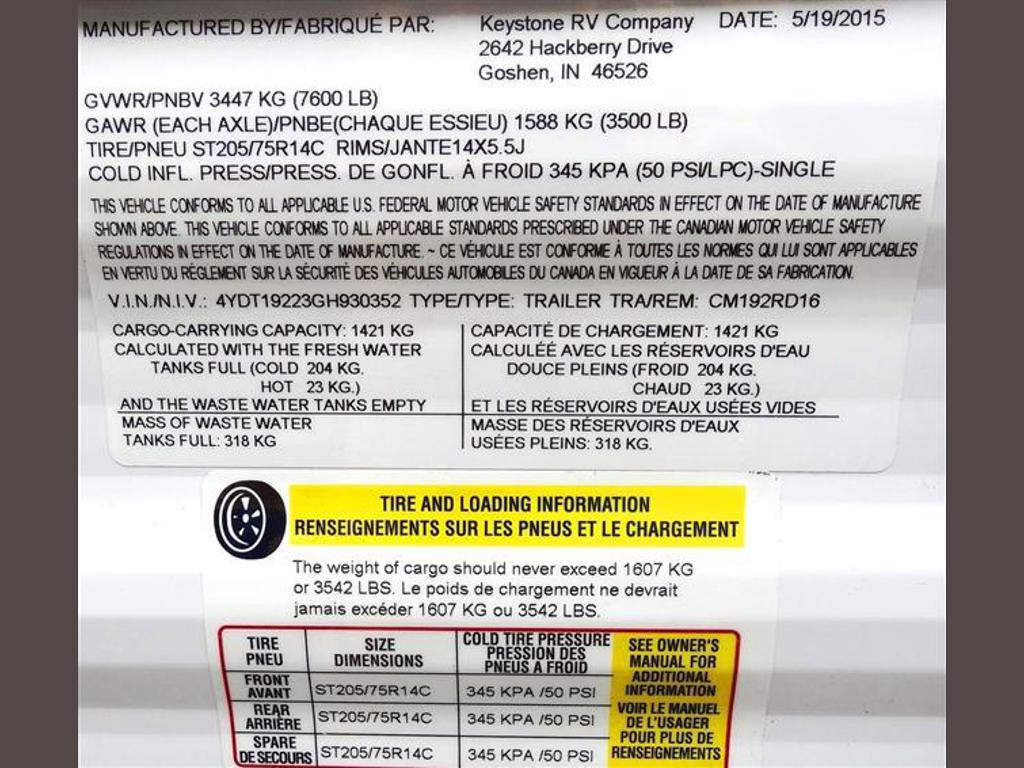 MANUFACTURED BY/FABRIQUÉ PAR: Keystone RV Company DATE: 5/19/2015
2642 Hackberry Drive
Goshen, IN 46526
GVWR/PNBV 3447 KG (7600 LB)
GAWR (EACH AXLE)/PNBE(CHAQUE ESSIEU) 1588 KG (3500 LB)
TIRE/PNEU ST205/75R14C RIMS/JANTE14X5.5J
COLD INFL. PRESS/PRESS. DE GONFL. À FROID 345 KPA (50 PSI/LPC)-SINGLE
THIS VEHICLE CONFORMS TO ALL APPLICABLE U.S. FEDERAL MOTOR VEHICLE SAFETY STANDARDS IN EFFECT ON THE DATE OF MANUFACTURE
SHOWN ABOVE. THIS VEHICLE CONFORMS TO ALL APPLICABLE STANDARDS PRESCRIBED UNDER THE CANADIAN MOTOR VEHICLE SAFETY
REGULATIONS IN EFFECT ON THE DATE OF MANUFACTURE. ~ CE VÉHICULE EST CONFORME À TOUTES LES NORMES QUI LUI SONT APPLICABLES
EN VERTU DU RÉGLEMENT SUR LA SÉCURITÉ DES VÉHICULES AUTOMOBILES DU CANADA EN VIGUEUR À LA DATE DE SA FABRICATION.
V.I.N./N.I.V.: 4YDT19223GH930352 TYPE/TYPE: TRAILER TRA/REM: CM192RD16
CARGO-CARRYING CAPACITY: 1421 KG
CALCULATED WITH THE FRESH WATER
TANKS FULL (COLD 204 KG.
HOT 23 KG.)
AND THE WASTE WATER TANKS EMPTY
MASS OF WASTE WATER
TANKS FULL: 318 KG
CAPACITÉ DE CHARGEMENT: 1421 KG
CALCULÉE AVEC LES RÉSERVOIRS D'EAU
DOUCE PLEINS (FROID 204 KG.
CHAUD 23 KG.)
ET LES RÉSERVOIRS D'EAUX USÉES VIDES
MASSE DES RÉSERVOIRS D'EAUX
USÉES PLEINS: 318 KG.
TIRE AND LOADING INFORMATION
RENSEIGNEMENTS SUR LES PNEUS ET LE CHARGEMENT
The weight of cargo should never exceed 1607 KG
or 3542 LBS. Le poids de chargement ne devrait
jamais excéder 1607 KG ou 3542 LBS.
TIRE
PNEU
SIZE
DIMENSIONS
COLD TIRE PRESSURE
PRESSION DES
PNEUS A FROID
FRONT
AVANT
ST205/75R14C
345 KPA /50 PSI
REAR
ARRIÈRE
ST205/75R14C
345 KPA /50 PSI
SPARE
DE SECOURS
ST205/75R14C
345 KPA /50 PSI
SEE OWNER'S
MANUAL FOR
ADDITIONAL
INFORMATION
VOIR LE MANUEL
DE L'USAGER
POUR PLUS DE
RENSEIGNEMENTS